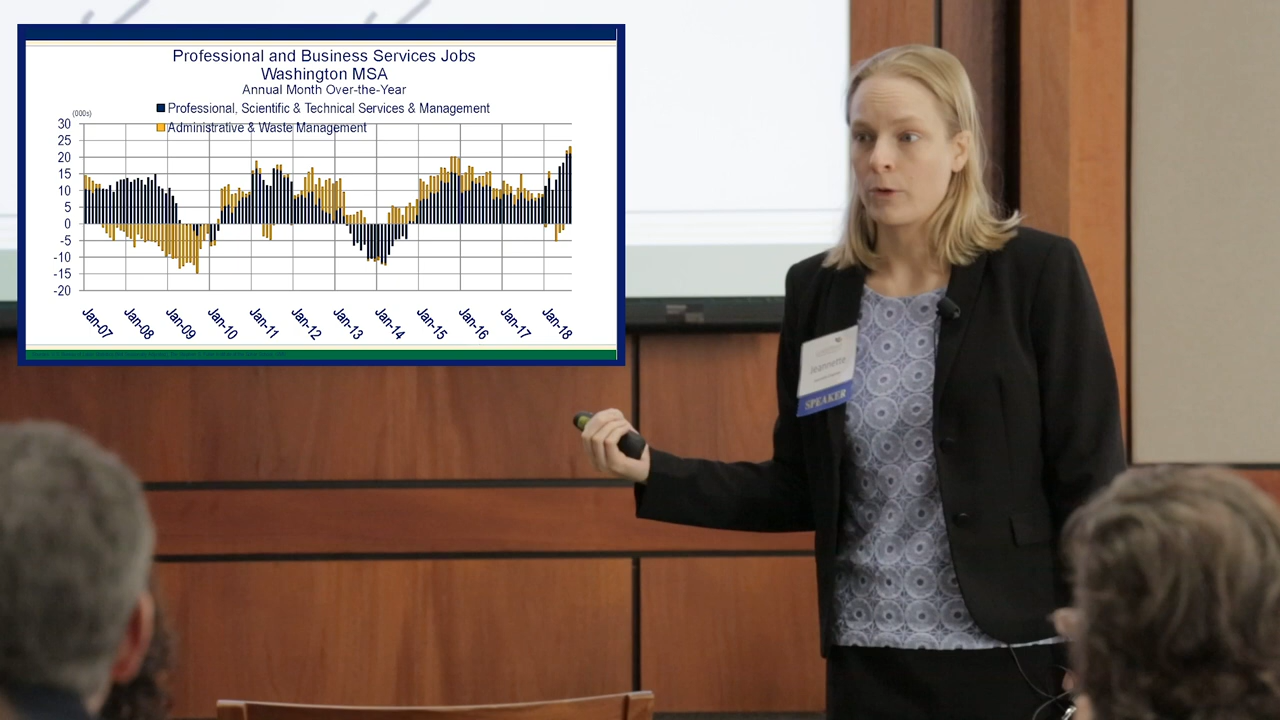 Professional and Business Services Jobs
Washington MSA
Annual Month Over-the-Year
Professional, Scientific & Technical Services & Management
(000s)
Administrative & Waste Management
30
25
20
15
10
5
0
-5
-10
-15
-20
Jan-07
Jan-08
Jan-09
Jan-10
Jan-11
Jan-12
Jan-13
Jan-14
Jan-15
Jan-16
Jan-17
Jan-18
Jeannette
SPEAKER